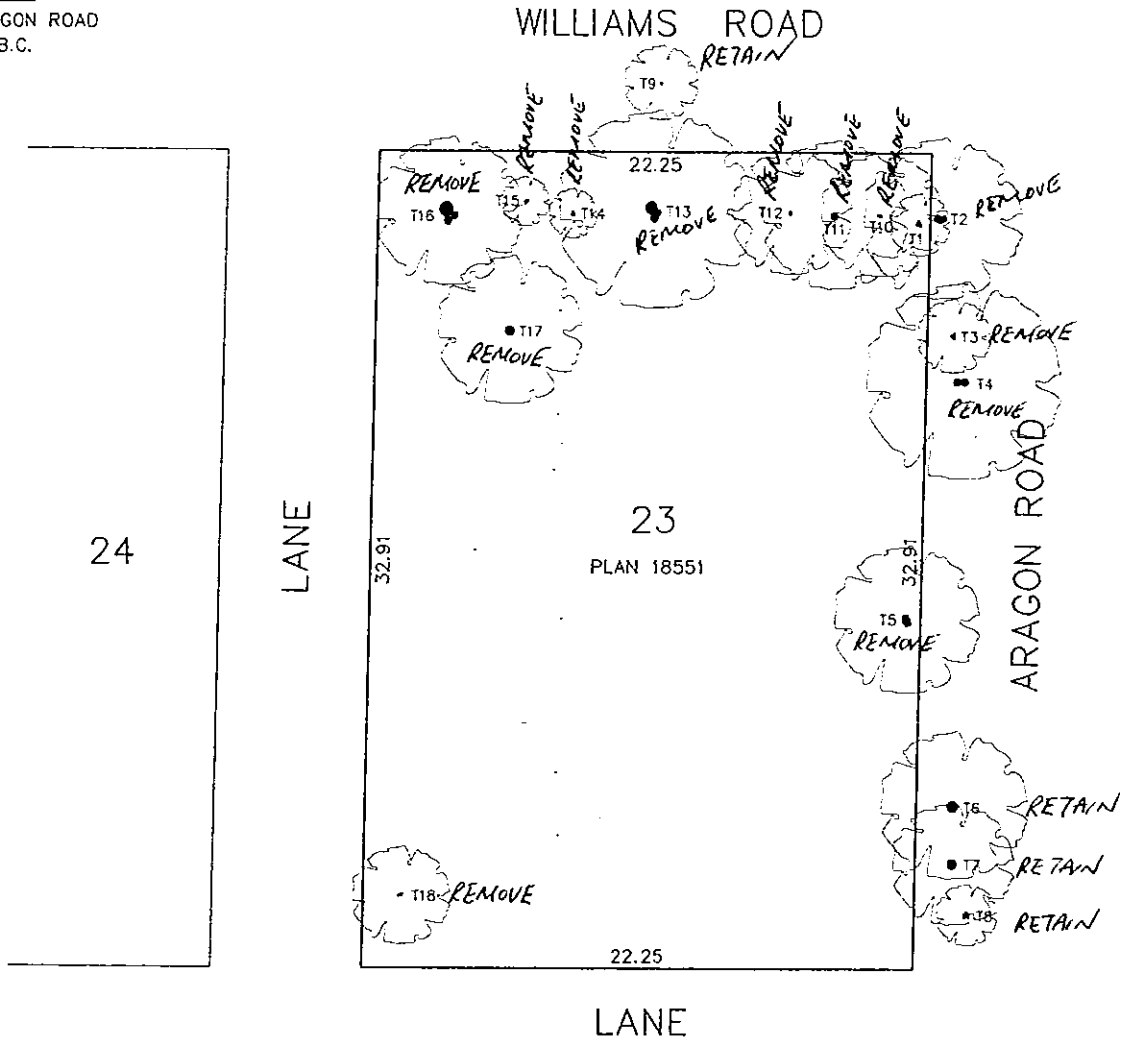 GON ROAD
B.C.
WILLIAMS ROAD
T9
RETAIN
REMOVE
REMOVE
REMOVE
REMOVE
REMOVE
22.25
REMOVE
T16
T15
T14
T13
REMOVE
T12
T11
T10
T1
T2
REMOVE
T17
REMOVE
T3
REMOVE
T4
REMOVE
24
LANE
32.91
23
PLAN 18551
32.91
ARAGON ROAD
T5
REMOVE
T6
RETAIN
T7
RETAIN
T8
RETAIN
T18
REMOVE
22.25
LANE